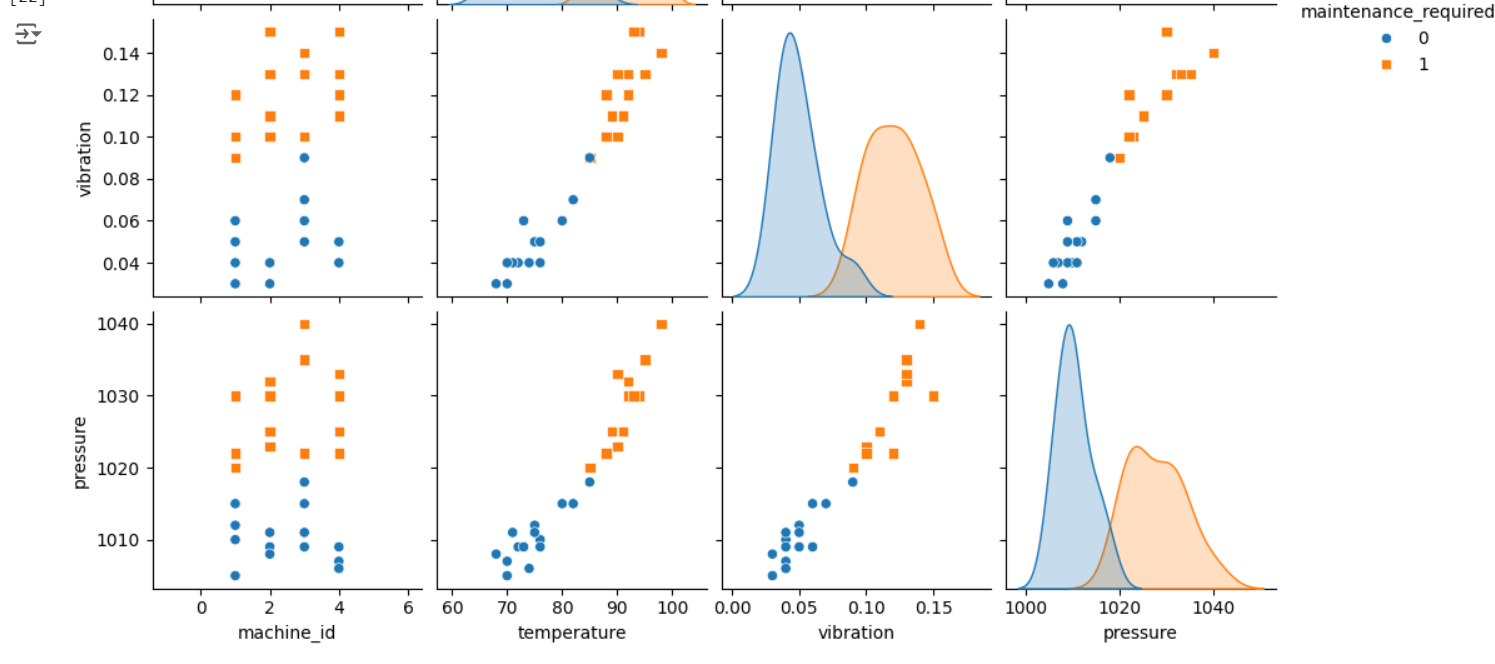 maintenance_required
0
1
vibration
0.14
0.12
0.10
0.08
0.06
0.04
pressure
1040
1030
1020
1010
0 2 4 6
60 70 80 90 100
0.00 0.05 0.10 0.15
1000 1020 1040
machine_id
temperature
vibration
pressure